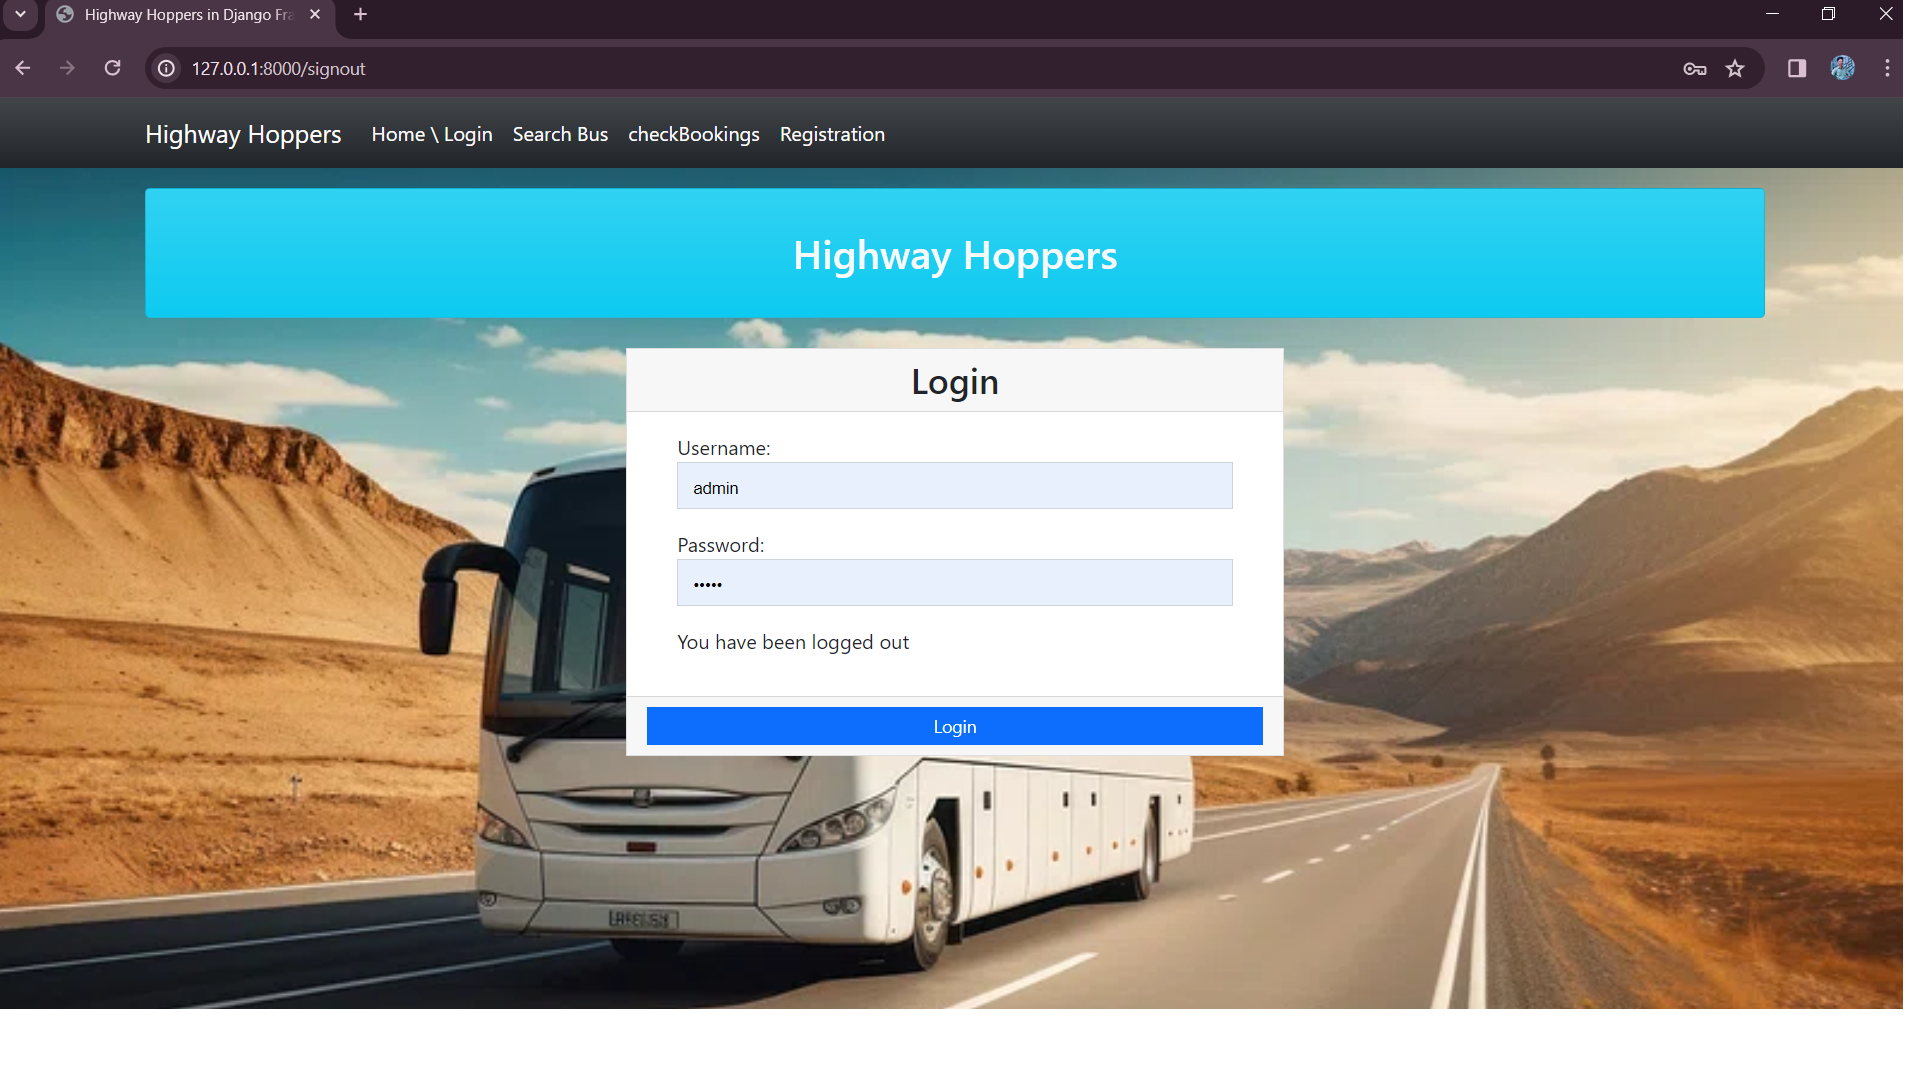 Highway Hoppers in Django Fra
127.0.0.1:8000/signout
Highway Hoppers Home \ Login Search Bus checkBookings Registration
Highway Hoppers
Login
Username:
admin
Password:
•••••
You have been logged out
Login